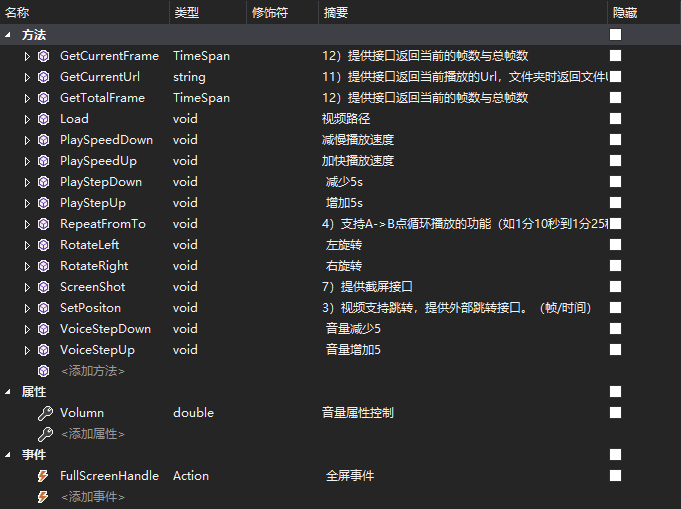 名称 类型 修饰符 摘要 隐藏
方法
GetCurrentFrame TimeSpan 12）提供接口返回当前的帧数与总帧数
GetCurrentUrl string 11）提供接口返回当前播放的Url，文件夹时返回文件
GetTotalFrame TimeSpan 12）提供接口返回当前的帧数与总帧数
Load void 视频路径
PlaySpeedDown void 减慢播放速度
PlaySpeedUp void 加快播放速度
PlayStepDown void 减少5s
PlayStepUp void 增加5s
RepeatFromTo void 4）支持A->B点循环播放的功能（如1分10秒到1分25秒
RotateLeft void 左旋转
RotateRight void 右旋转
ScreenShot void 7）提供截屏接口
SetPositon void 3）视频支持跳转，提供外部跳转接口。（帧/时间）
VoiceStepDown void 音量减少5
VoiceStepUp void 音量增加5
<添加方法>
属性
Volumn double 音量属性控制
<添加属性>
事件
FullScreenHandle Action 全屏事件
<添加事件>